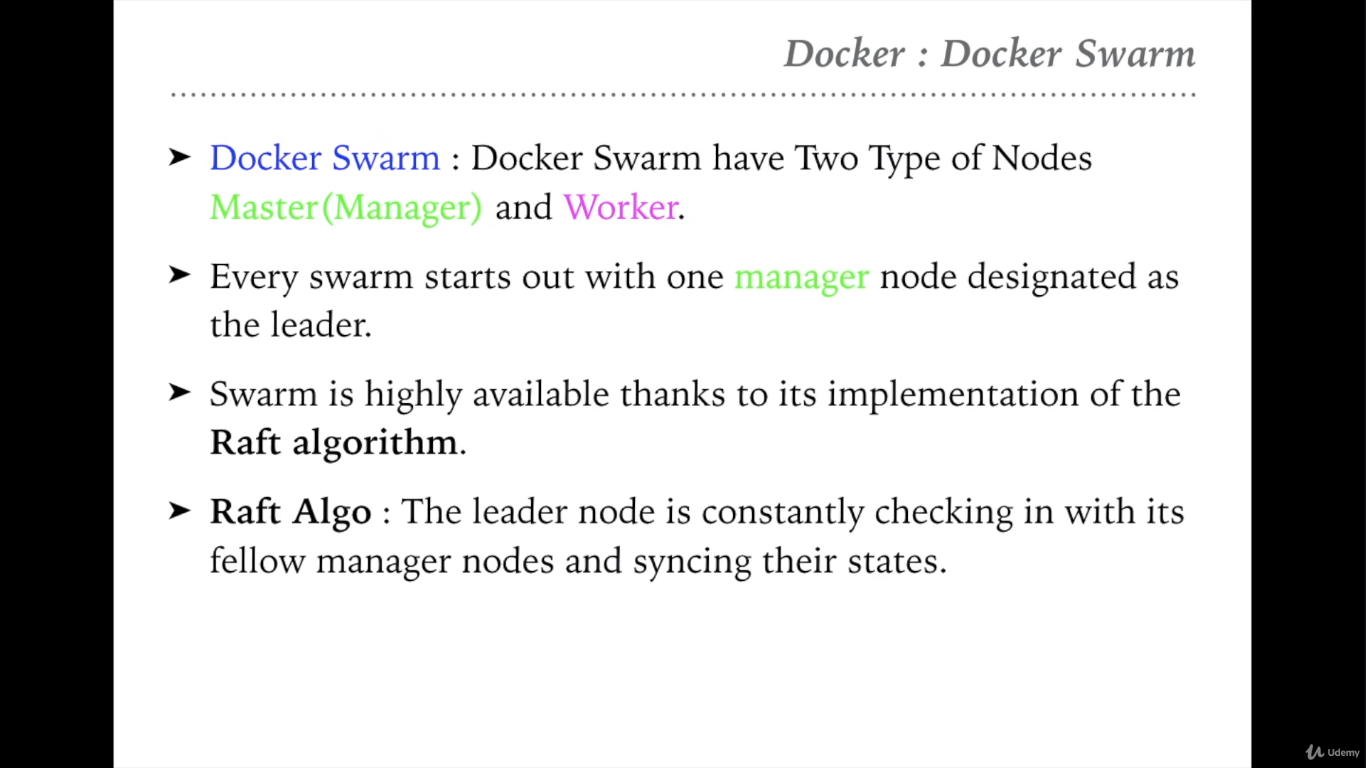 Docker : Docker Swarm
➤ Docker Swarm : Docker Swarm have Two Type of Nodes
Master(Manager) and Worker.
➤ Every swarm starts out with one manager node designated as
the leader.
➤ Swarm is highly available thanks to its implementation of the
Raft algorithm.
➤ Raft Algo : The leader node is constantly checking in with its
fellow manager nodes and syncing their states.
Udemy